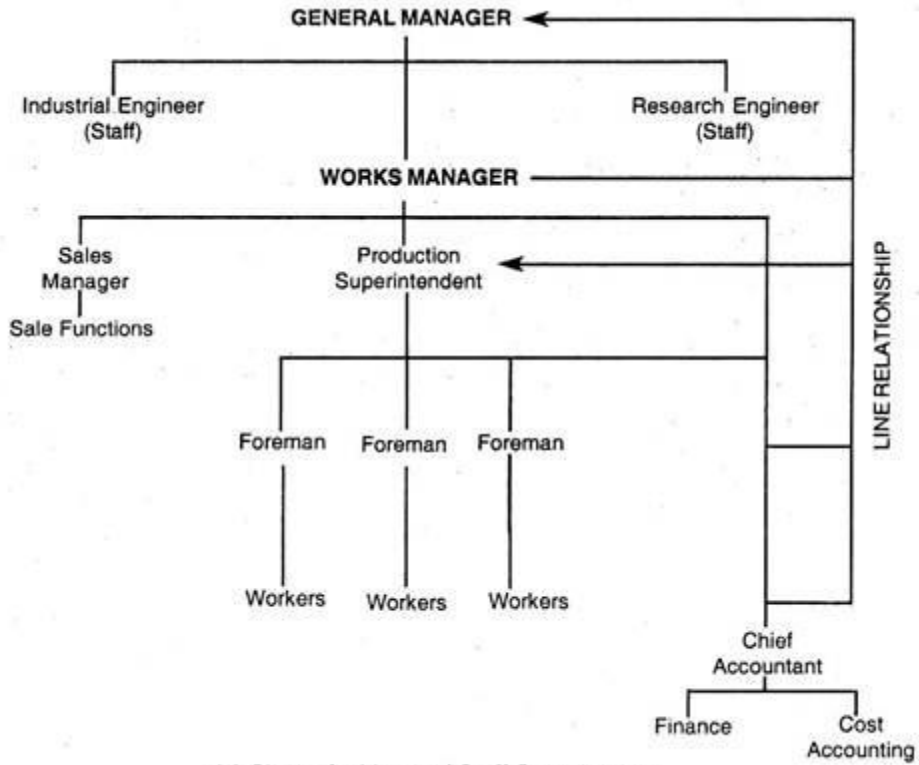 GENERAL MANAGER
Industrial Engineer
(Staff)
Research Engineer
(Staff)
WORKS MANAGER
Sales
Manager
Production
Superintendent
Sale Functions
LINE RELATIONSHIP
Foreman
Foreman
Foreman
Workers
Workers
Workers
Chief
Accountant
Finance
Cost
Accounting